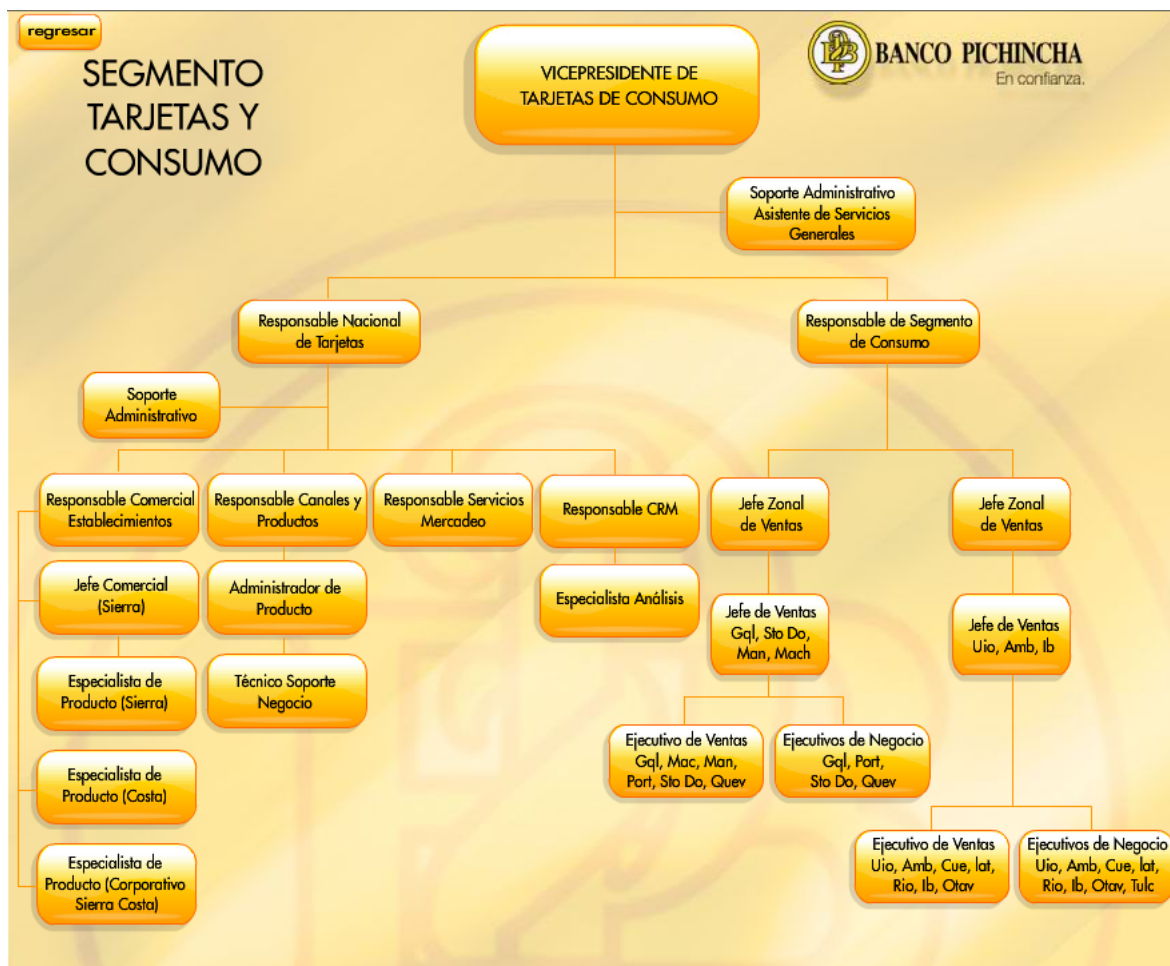 regresar
SEGMENTO
TARJETAS Y
CONSUMO
VICEPRESIDENTE DE
TARJETAS DE CONSUMO
BANCO PICHINCHA
En confianza.
Soporte Administrativo
Asistente de Servicios
Generales
Responsable Nacional
de Tarjetas
Responsable de Segmento
de Consumo
Soporte
Administrativo
Responsable Comercial
Establecimientos
Responsable Canales y
Productos
Responsable Servicios
Mercadeo
Responsable CRM
Jefe Zonal
de Ventas
Jefe Zonal
de Ventas
Jefe Comercial
(Sierra)
Administrador de
Producto
Especialista Análisis
Jefe de Ventas
Gql, Sto Do,
Man, Mach
Jefe de Ventas
Uio, Amb, Ib
Especialista de
Producto (Sierra)
Técnico Soporte
Negocio
Ejecutivo de Ventas
Gql, Mac, Man,
Port, Sto Do, Quev
Ejecutivos de Negocio
Gql, Port,
Sto Do, Quev
Especialista de
Producto (Costa)
Ejecutivo de Ventas
Uio, Amb, Cue, lat,
Rio, Ib, Otav
Ejecutivos de Negocio
Uio, Amb, Cue, lat,
Rio, Ib, Otav, Tulc
Especialista de
Producto (Corporativo
Sierra Costa)